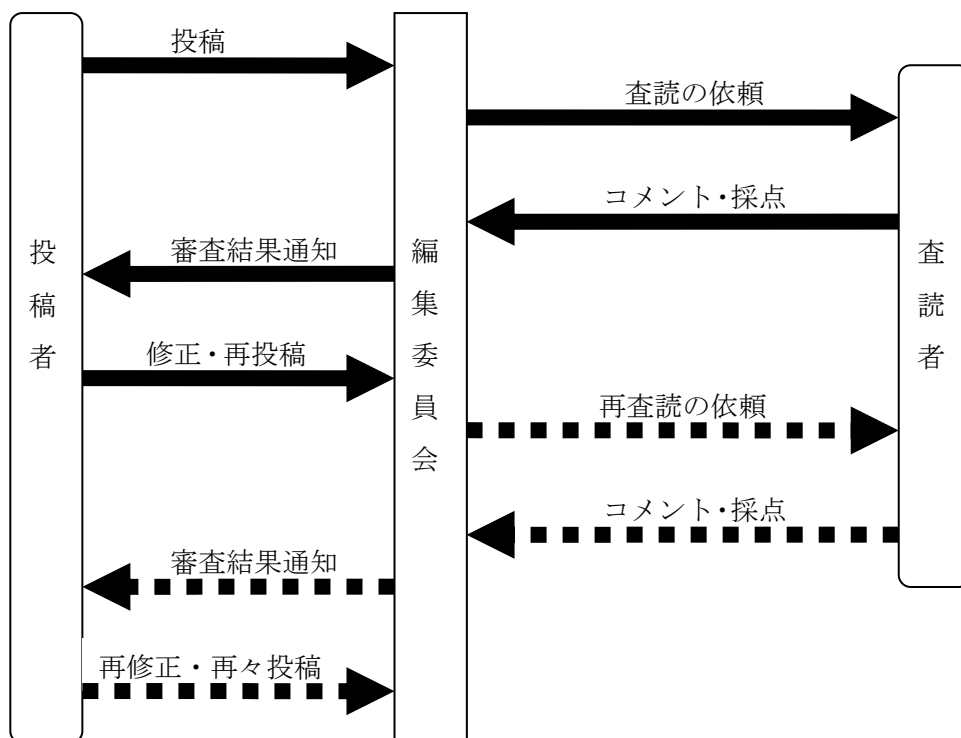 投稿
査読の依頼
コメント・採点
審査結果通知
修正・再投稿
再査読の依頼
コメント・採点
審査結果通知
再修正・再々投稿
投稿者
編集委員会
査読者